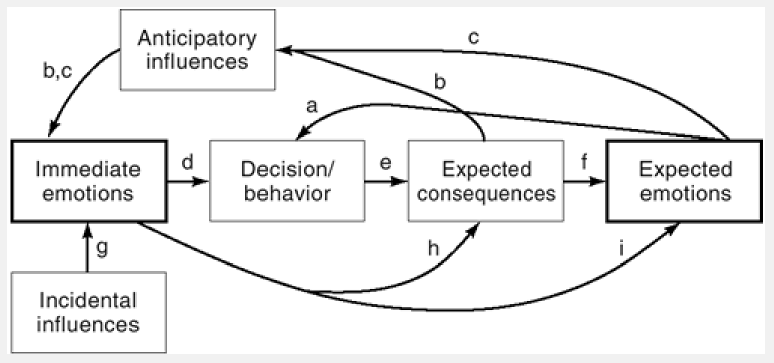 Anticipatory
influences
c
b,c
b
a
Immediate
emotions
d
Decision/
behavior
e
Expected
consequences
f
Expected
emotions
g
h
i
Incidental
influences